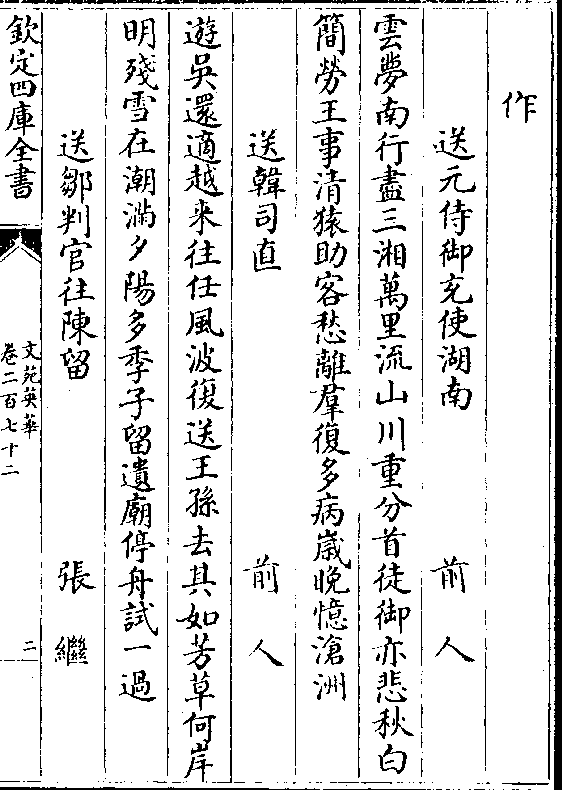 作
送元侍御充使湖南　前人
雲夢南行盡三湘萬里流山川重分首徒御亦悲秋白
簡勞王事清猿助客愁離羣復多病嵗晚憶滄洲
送韓司直　前人
遊吳還適越来往任風波復送王孫去其如芳草何岸
明殘雪在潮滿夕陽多季子留遺廟停舟試一過
送鄒判官往陳留　張繼
欽定四庫全書
文苑英華
卷二百七十二
二